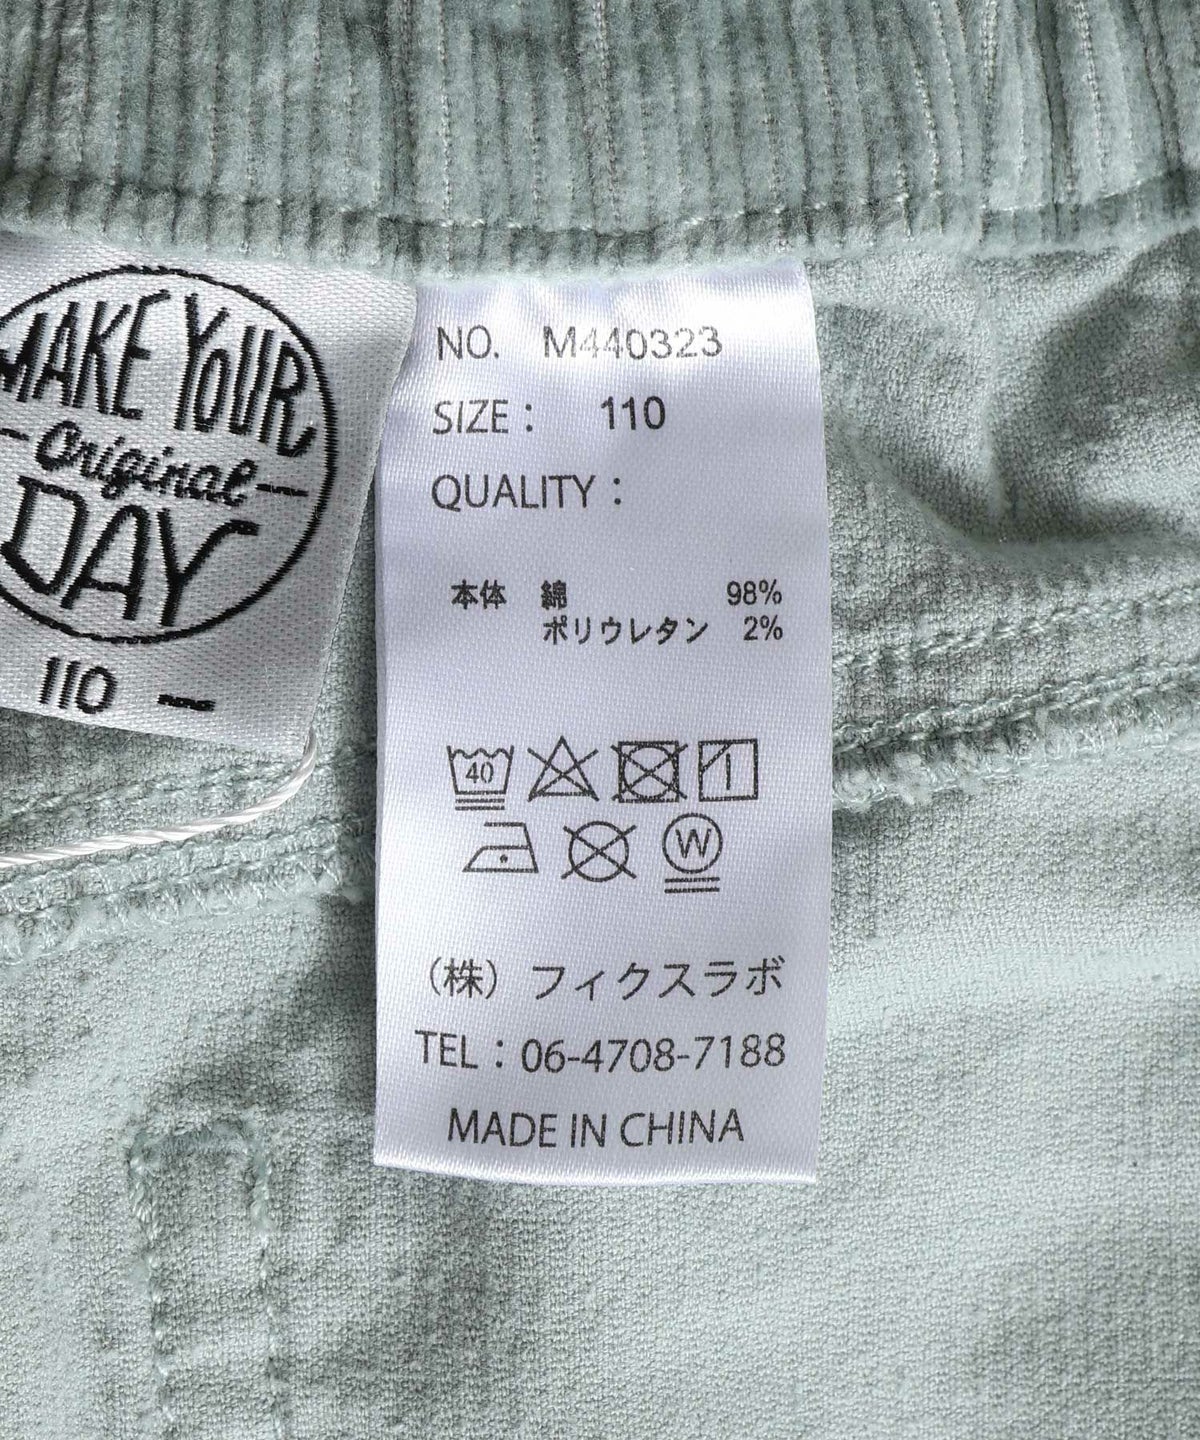 MAKE YOUR
Original
DAY
110
NO. M440323
SIZE : 110
QUALITY :
本体 綿 98%
ポリウレタン 2%
40
1
W
(株) フィクスラボ
TEL : 06-4708-7188
MADE IN CHINA